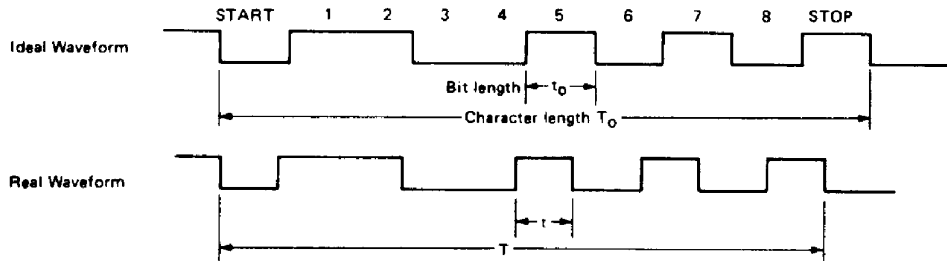 START 1 2 3 4 5 6 7 8 STOP
Ideal Waveform
Bit length t₀
Character length T₀
Real Waveform
t
T